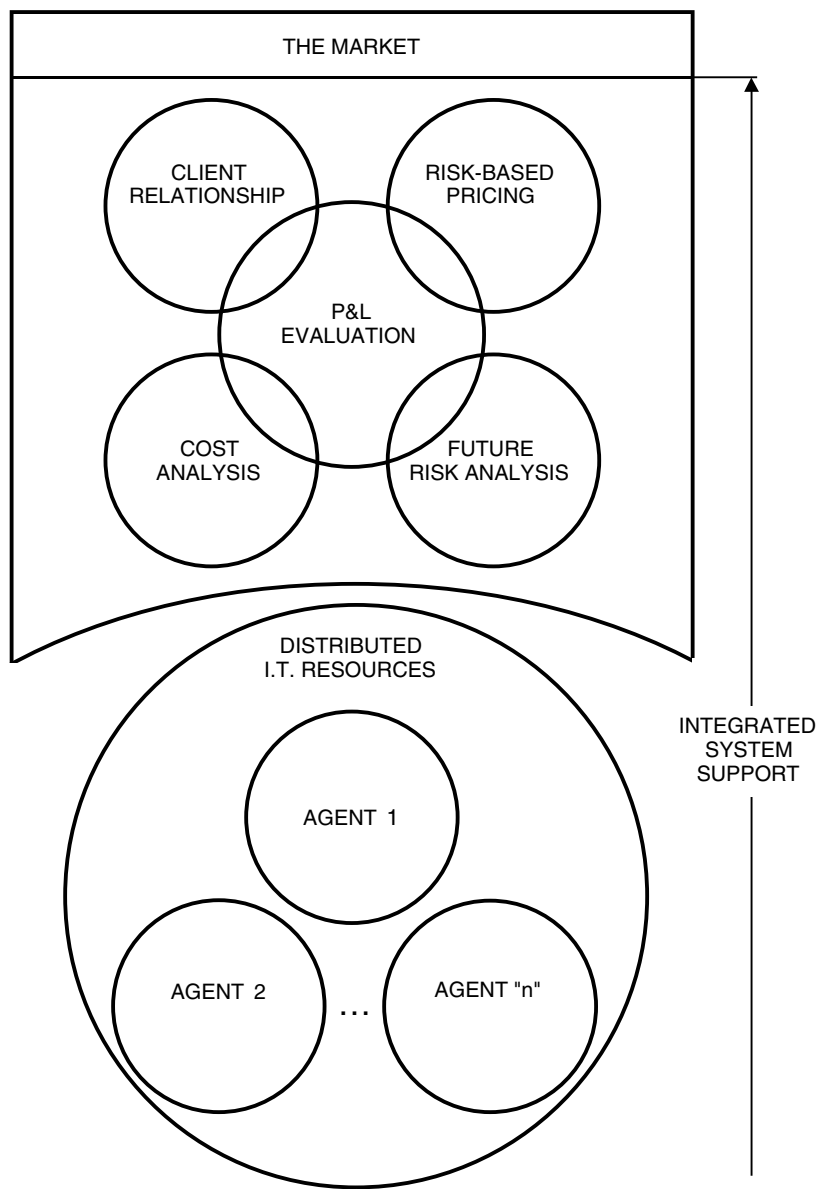 THE MARKET
CLIENT
RELATIONSHIP
RISK-BASED
PRICING
P&L
EVALUATION
COST
ANALYSIS
FUTURE
RISK ANALYSIS
DISTRIBUTED
I.T. RESOURCES
INTEGRATED
SYSTEM
SUPPORT
AGENT 1
AGENT 2
...
AGENT "n"